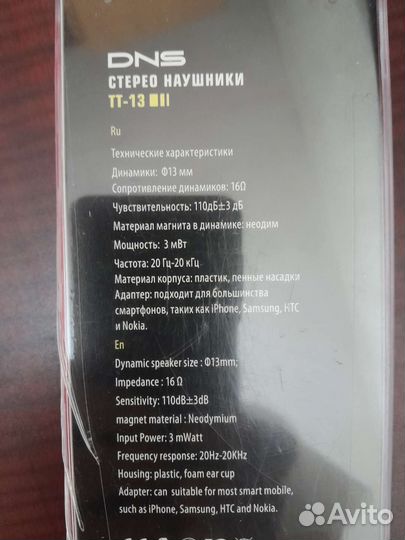 DNS
СТЕРЕО НАУШНИКИ
TT-13
Ru
Технические характеристики
Динамики: Ф13 мм
Сопротивление динамиков: 16Ω
Чувствительность: 110дБ±3 дБ
Материал магнита в динамике: неодим
Мощность: 3 мВт
Частота: 20 Гц-20 кГц
Материал корпуса: пластик, пенные насадки
Адаптер: подходит для большинства
смартфонов, таких как iPhone, Samsung, HTC
и Nokia.
En
Dynamic speaker size : Φ13mm;
Impedance : 16 Ω
Sensitivity: 110dB±3dB
magnet material : Neodymium
Input Power: 3 mWatt
Frequency response: 20Hz-20KHz
Housing: plastic, foam ear cup
Adapter: can suitable for most smart mobile,
such as iPhone, Samsung, HTC and Nokia.
Avito